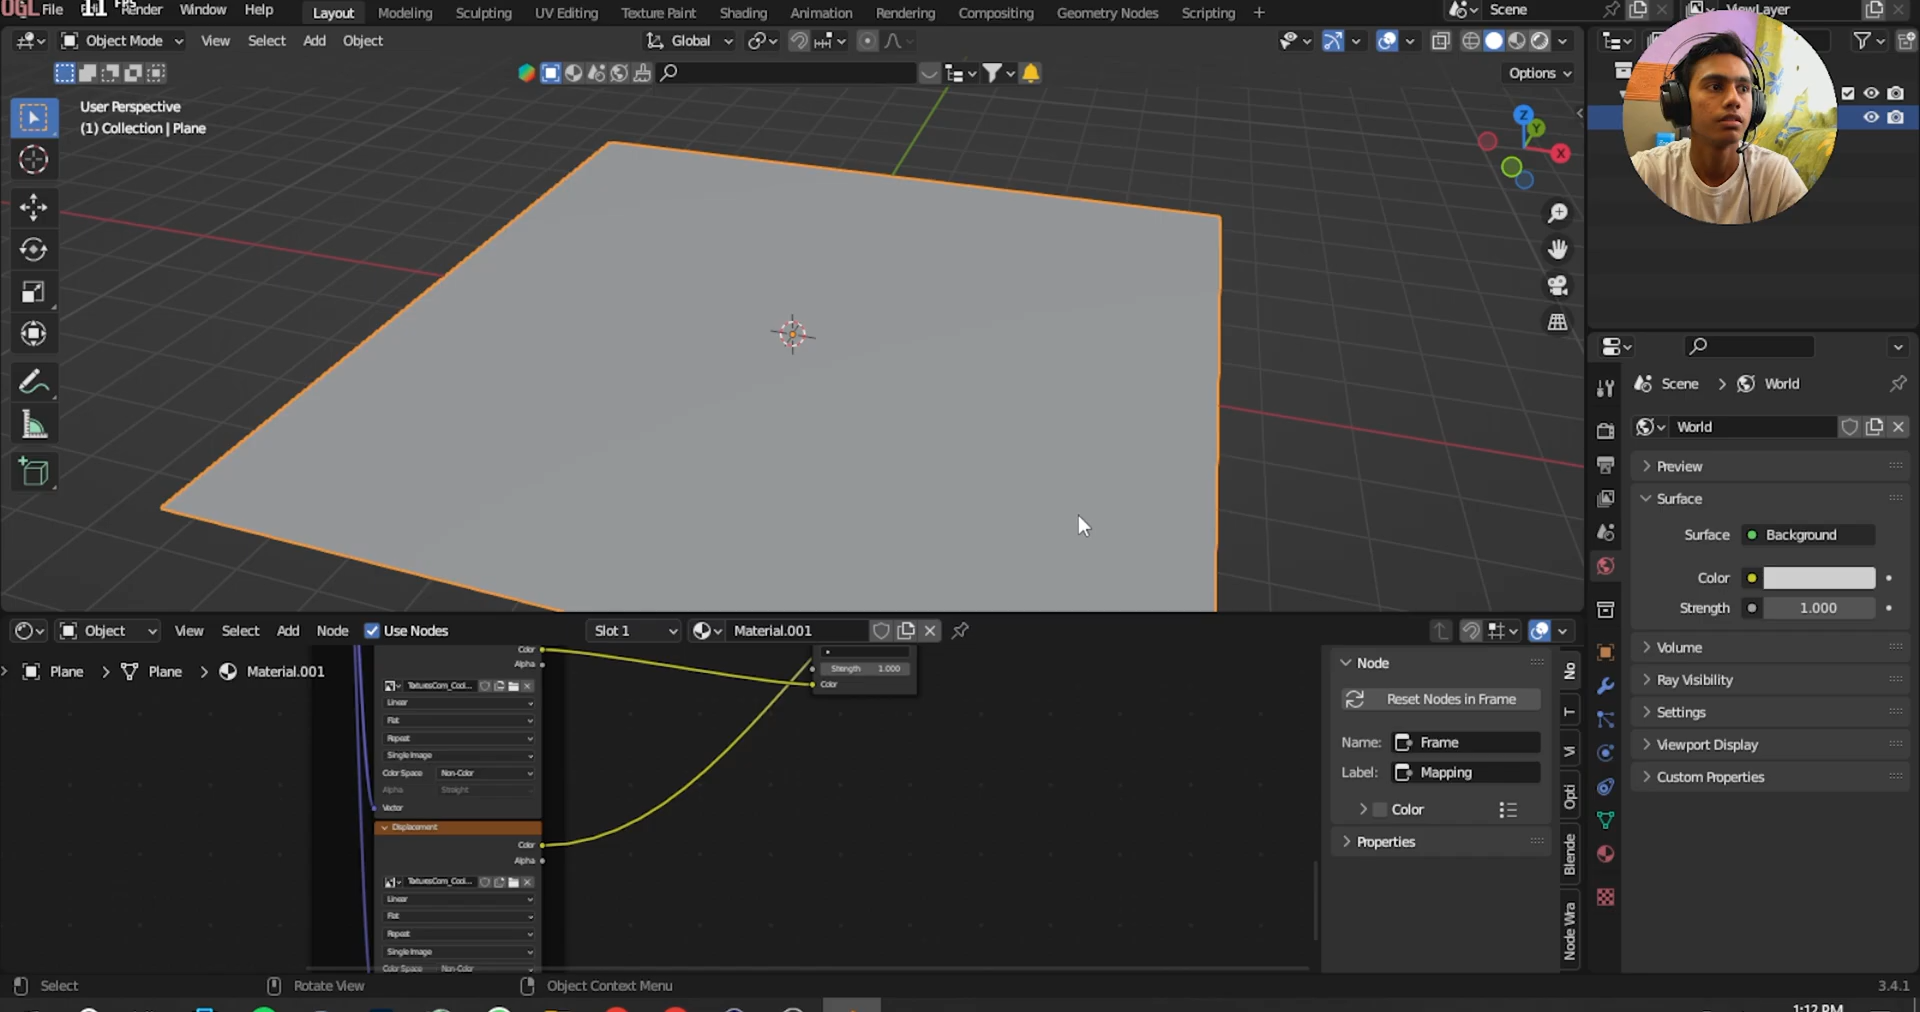 File Render Window Help
Layout Modeling Sculpting UV Editing Texture Paint Shading Animation Rendering Compositing Geometry Nodes Scripting +
Scene
ViewLayer
Object Mode View Select Add Object
Global
Options
User Perspective
(1) Collection | Plane
Z
Y
X
Scene > World
World
Preview
Surface
Surface Background
Color
Strength 1.000
Volume
Ray Visibility
Settings
Viewport Display
Custom Properties
Object View Select Add Node Use Nodes
Slot 1
Material.001
Plane > Plane > Material.001
Color
Alpha
Linear
Flat
Repeat
Single Image
Color Space Non-Color
Alpha Straight
Vector
Displacement
Color
Alpha
Linear
Flat
Repeat
Single Image
Color Space Non-Color
Strength 1.000
Color
Node
Reset Nodes in Frame
Name: Frame
Label: Mapping
Color
Properties
No
T
Vi
Opti
Blende
Node Wra
Select
Rotate View
Object Context Menu
3.4.1
1:12 PM